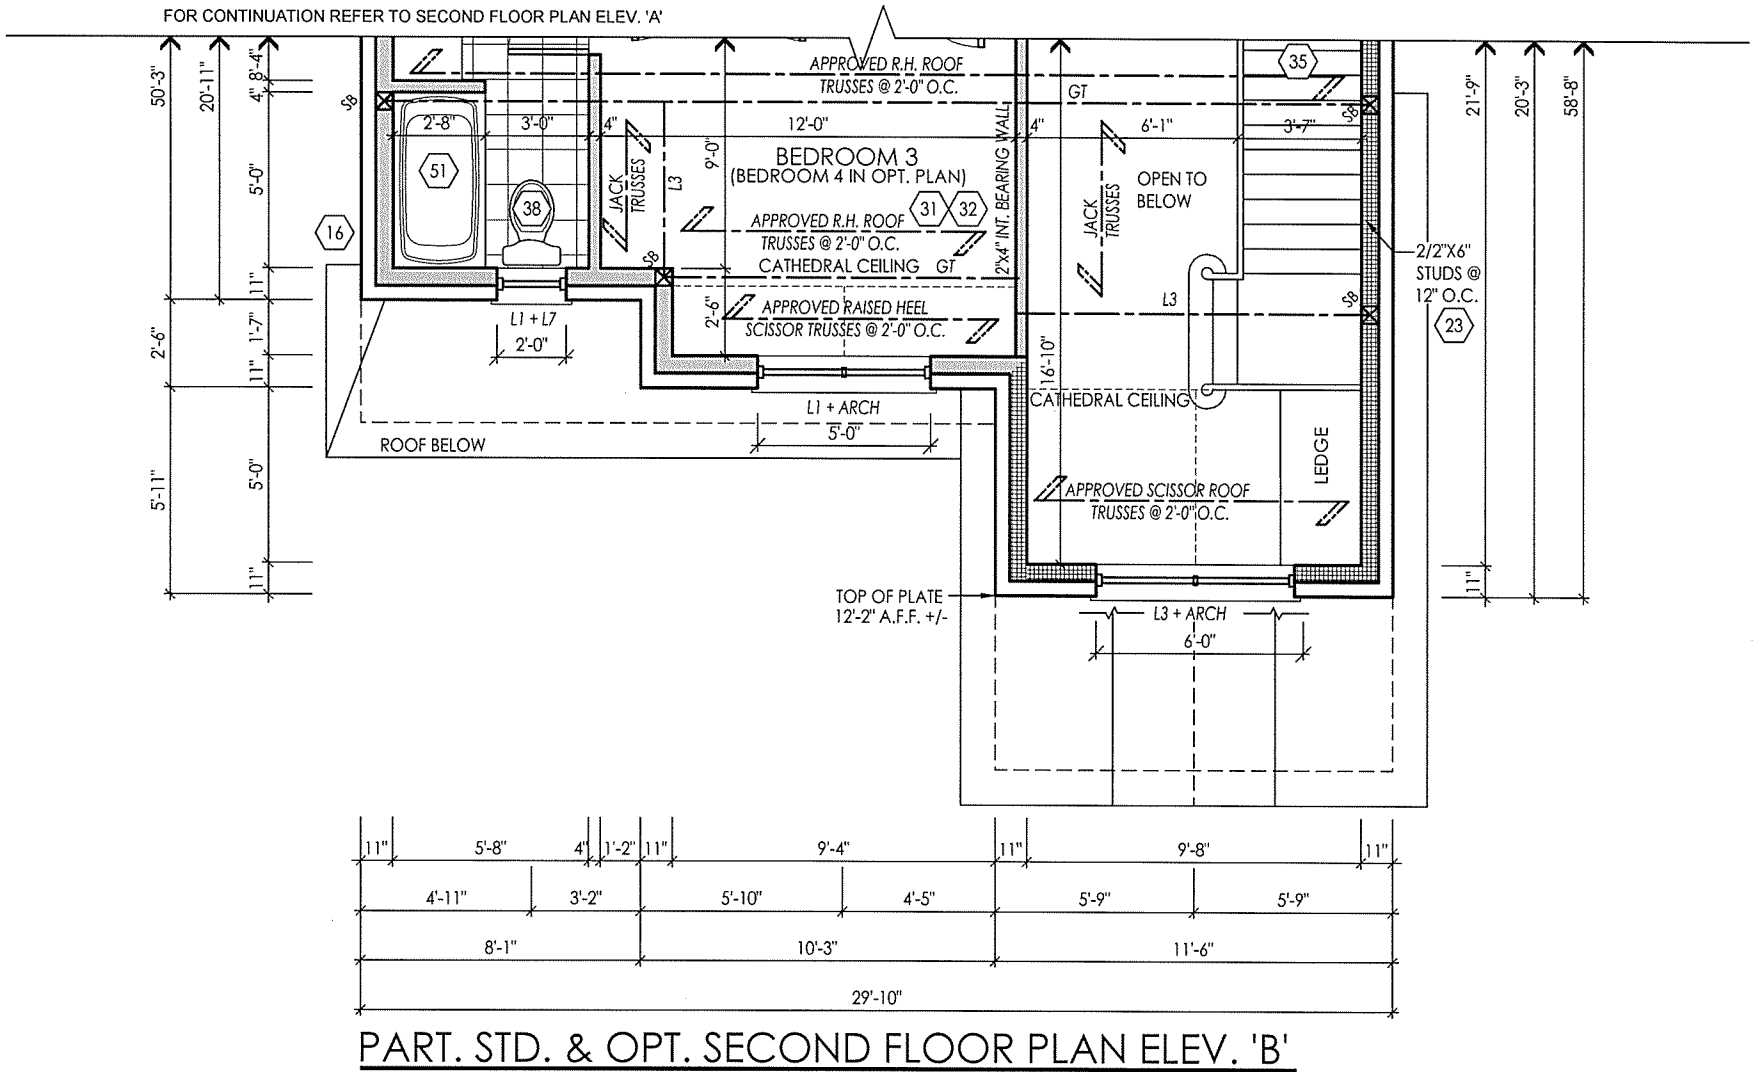 FOR CONTINUATION REFER TO SECOND FLOOR PLAN ELEV. 'A'
50'-3"
20'-11"
8'-4"
4"
5'-0"
11"
1'-7"
11"
5'-0"
11"
2'-6"
5'-11"
16
SB
51
38
2'-8"
3'-0"
4"
12'-0"
4"
6'-1"
3'-7"
APPROVED R.H. ROOF
TRUSSES @ 2'-0" O.C.
GT
35
SB
JACK
TRUSSES
L3
9'-0"
BEDROOM 3
(BEDROOM 4 IN OPT. PLAN)
31
32
APPROVED R.H. ROOF
TRUSSES @ 2'-0" O.C.
CATHEDRAL CEILING
GT
SB
2'-6"
APPROVED RAISED HEEL
SCISSOR TRUSSES @ 2'-0" O.C.
2"x4" INT. BEARING WALL
JACK
TRUSSES
OPEN TO
BELOW
L3
SB
2/2"X6"
STUDS @
12" O.C.
23
21'-9"
20'-3"
58'-8"
11"
L1 + L7
2'-0"
L1 + ARCH
5'-0"
ROOF BELOW
16'-10"
CATHEDRAL CEILING
LEDGE
APPROVED SCISSOR ROOF
TRUSSES @ 2'-0" O.C.
TOP OF PLATE
12'-2" A.F.F. +/-
L3 + ARCH
6'-0"
11"
5'-8"
4"
1'-2"
11"
9'-4"
11"
9'-8"
11"
4'-11"
3'-2"
5'-10"
4'-5"
5'-9"
5'-9"
8'-1"
10'-3"
11'-6"
29'-10"
PART. STD. & OPT. SECOND FLOOR PLAN ELEV. 'B'